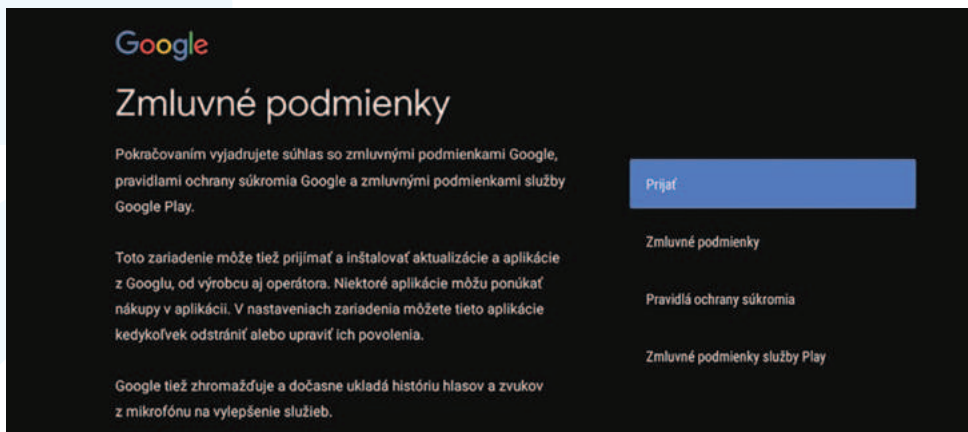 Google
Zmluvné podmienky
Pokračovaním vyjadrujete súhlas so zmluvnými podmienkami Google,
pravidlami ochrany súkromia Google a zmluvnými podmienkami služby
Google Play.
Toto zariadenie môže tiež prijímať a inštalovať aktualizácie a aplikácie
z Googlu, od výrobcu aj operátora. Niektoré aplikácie môžu ponúkať
nákupy v aplikácii. V nastaveniach zariadenia môžete tieto aplikácie
kedykoľvek odstrániť alebo upraviť ich povolenia.
Google tiež zhromažďuje a dočasne ukladá históriu hlasov a zvukov
z mikrofónu na vylepšenie služieb.
Prijať
Zmluvné podmienky
Pravidlá ochrany súkromia
Zmluvné podmienky služby Play